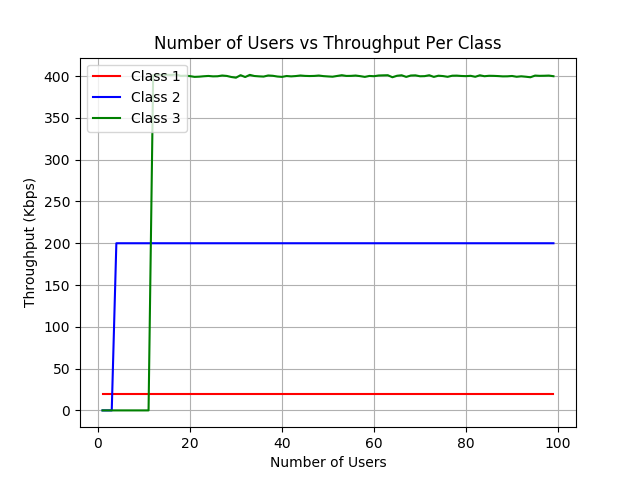 Number of Users vs Throughput Per Class
Class 1
Class 2
Class 3
Throughput (Kbps)
400
350
300
250
200
150
100
50
0
0 20 40 60 80 100
Number of Users